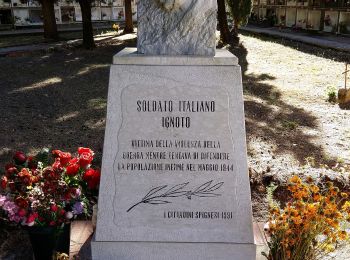 SOLDATO ITALIANO
IGNOTO
VITTIMA DELLA VIOLENZA DELLA
GUERRA MENTRE CERCAVA DI DIFENDERE
LA POPOLAZIONE INERME NEL MAGGIO 1944
I CITTADINI SPIGNERI 1991